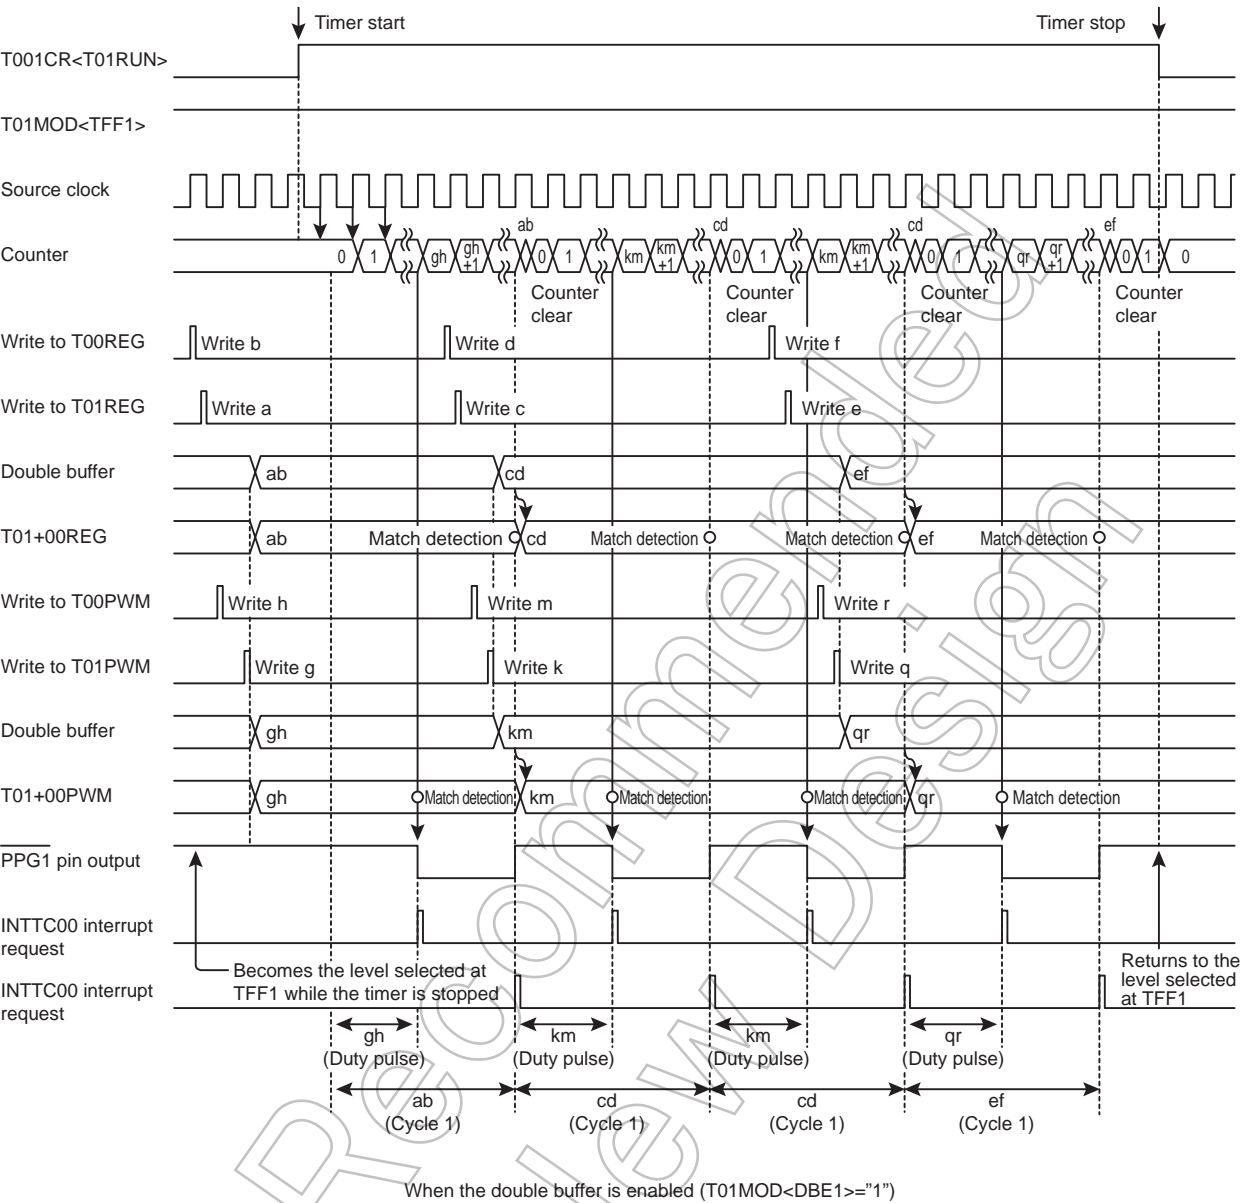 Timer start
Timer stop
T001CR<T01RUN>
T01MOD<TFF1>
Source clock
ab cd cd ef
Counter 0 1 gh gh +1 0 1 km km +1 0 1 km km +1 0 1 qr qr +1 0 1 0
Counter clear
Counter clear
Counter clear
Counter clear
Write to T00REG Write b Write d Write f
Write to T01REG Write a Write c Write e
Double buffer ab cd ef
T01+00REG ab Match detection cd Match detection Match detection ef Match detection
Write to T00PWM Write h Write m Write r
Write to T01PWM Write g Write k Write q
Double buffer gh km qr
T01+00PWM gh Match detection km Match detection Match detection qr Match detection
PPG1 pin output
INTTC00 interrupt
request
Becomes the level selected at
TFF1 while the timer is stopped
Returns to the
level selected
at TFF1
INTTC00 interrupt
request
gh km km qr
(Duty pulse) (Duty pulse) (Duty pulse) (Duty pulse)
ab cd cd ef
(Cycle 1) (Cycle 1) (Cycle 1) (Cycle 1)
When the double buffer is enabled (T01MOD<DBE1>="1")
Recommended
New Design